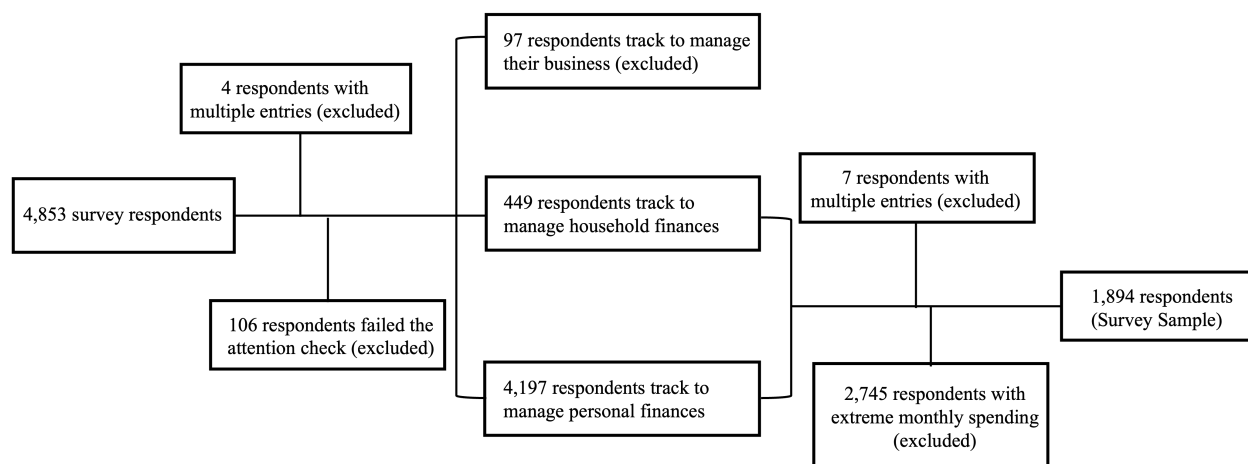 4,853 survey respondents
4 respondents with
multiple entries (excluded)
106 respondents failed the
attention check (excluded)
97 respondents track to manage
their business (excluded)
449 respondents track to
manage household finances
4,197 respondents track to
manage personal finances
7 respondents with
multiple entries (excluded)
2,745 respondents with
extreme monthly spending
(excluded)
1,894 respondents
(Survey Sample)